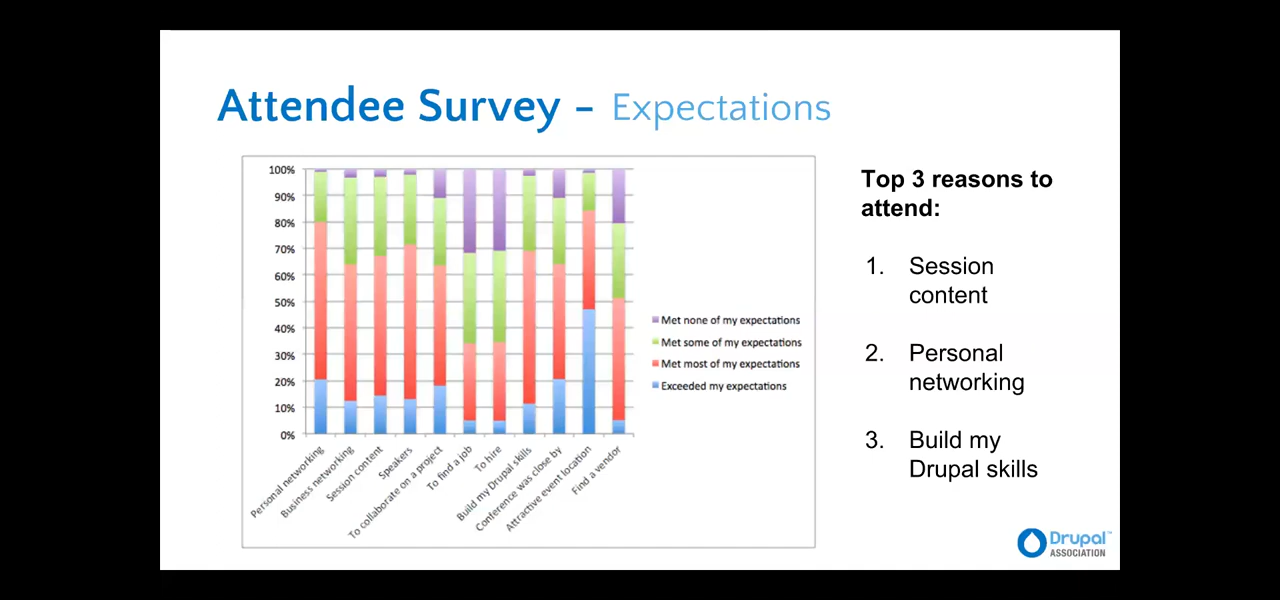 Attendee Survey – Expectations
100%
90%
80%
70%
60%
50%
40%
30%
20%
10%
0%
Personal networking
Business networking
Session content
Speakers
To collaborate on a project
To find a job
To hire
Build my Drupal skills
Conference was close by
Attractive event location
Find a vendor
Met none of my expectations
Met some of my expectations
Met most of my expectations
Exceeded my expectations
Top 3 reasons to
attend:
1. Session
content
2. Personal
networking
3. Build my
Drupal skills
Drupal™
ASSOCIATION